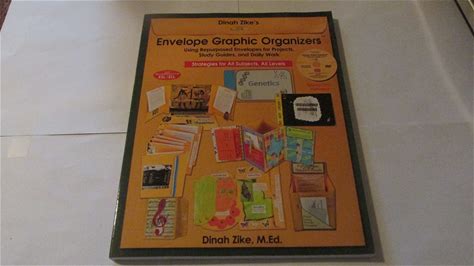 Dinah Zike's
Envelope Graphic Organizers
Using Repurposed Envelopes for Projects,
Study Guides, and Daily Work
Strategies for All Subjects, All Levels
Genetics
Dinah Zike, M.Ed.